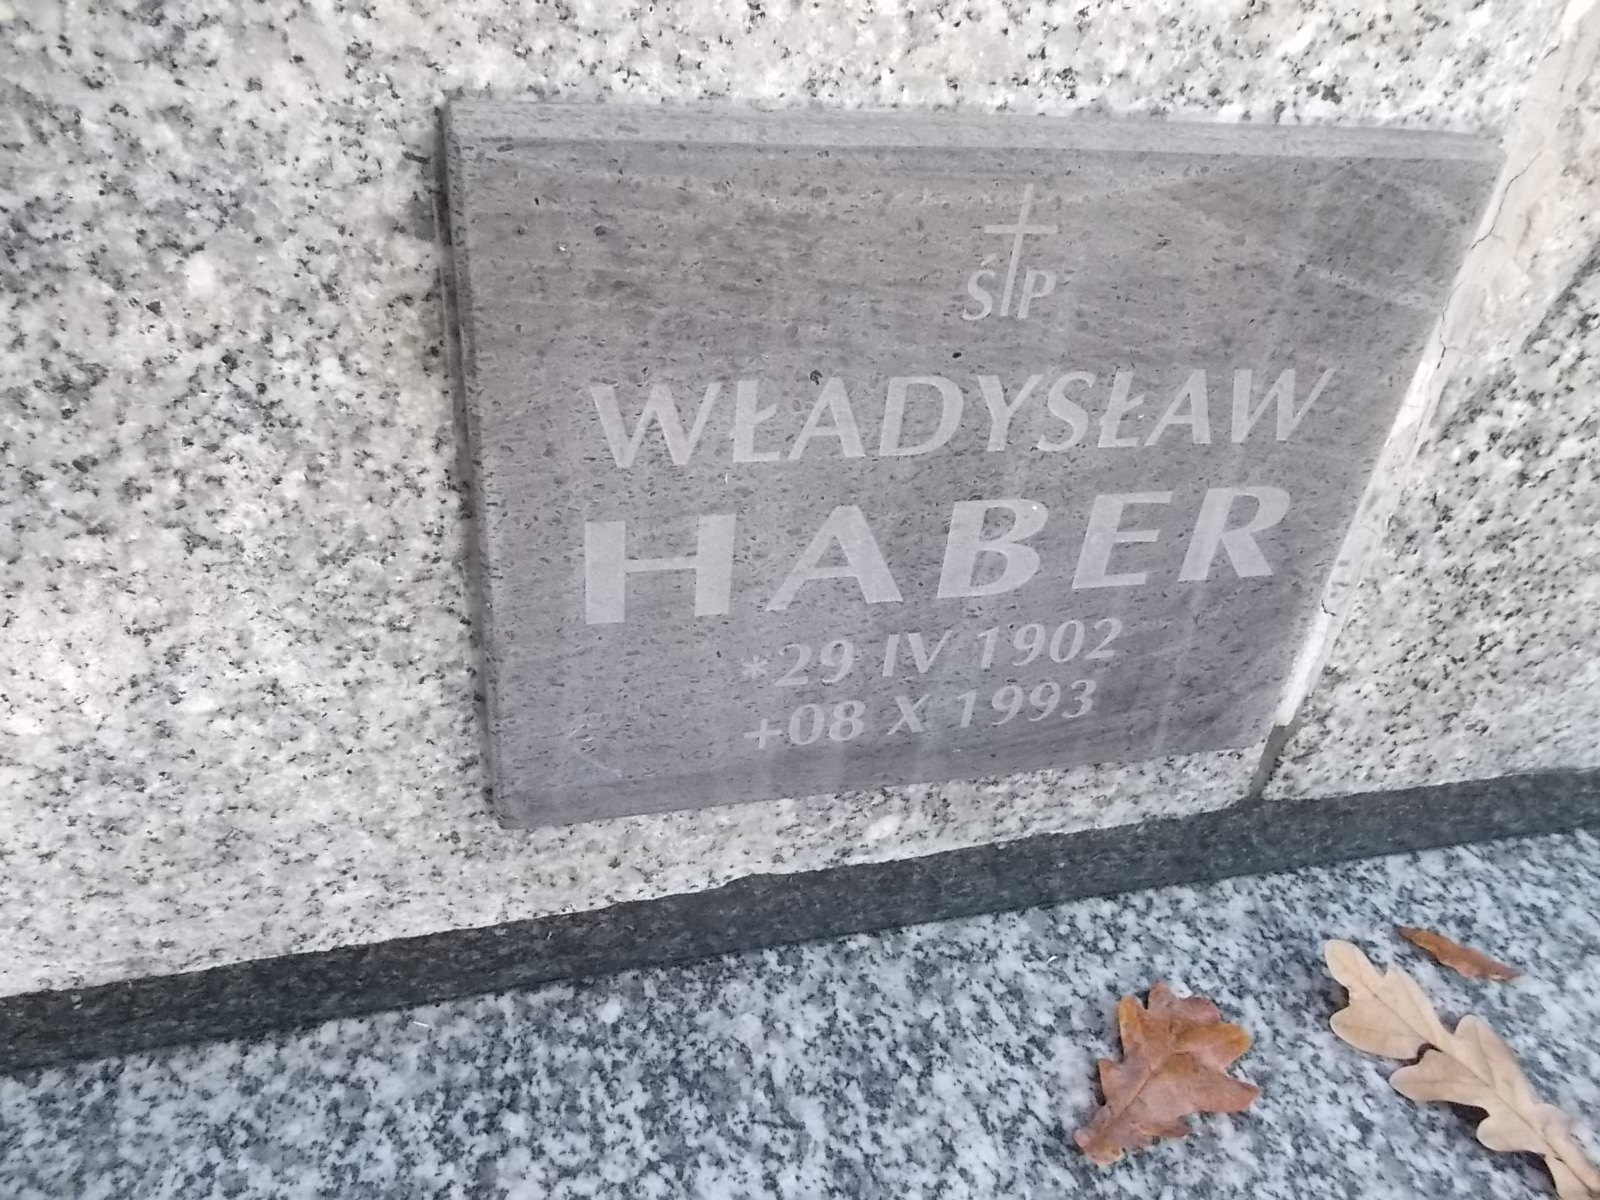 ŚP
WŁADYSŁAW
HABER
*29 IV 1902
+08 X 1993